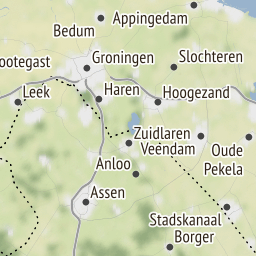 Appingedam
Bedum
Groningen
Slochteren
ootegast
Leek
Haren
Hoogezand
Zuidlaren
Veendam
Oude
Pekela
Anloo
Assen
Stadskanaal
Borger